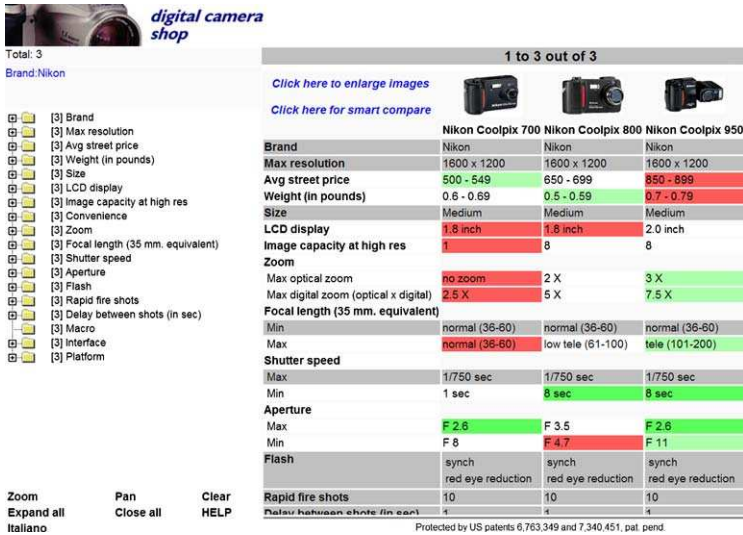 digital camera
shop
Total: 3
Brand:Nikon
[3] Brand
[3] Max resolution
[3] Avg street price
[3] Weight (in pounds)
[3] Size
[3] LCD display
[3] Image capacity at high res
[3] Convenience
[3] Zoom
[3] Focal length (35 mm. equivalent)
[3] Shutter speed
[3] Aperture
[3] Flash
[3] Rapid fire shots
[3] Delay between shots (in sec)
[3] Macro
[3] Interface
[3] Platform
Zoom Pan Clear
Expand all Close all HELP
Italiano
1 to 3 out of 3
Click here to enlarge images
Click here for smart compare
Nikon Coolpix 700 Nikon Coolpix 800 Nikon Coolpix 950
Brand Nikon Nikon Nikon
Max resolution 1600 x 1200 1600 x 1200 1600 x 1200
Avg street price 500 - 549 650 - 699 850 - 899
Weight (in pounds) 0.6 - 0.69 0.5 - 0.59 0.7 - 0.79
Size Medium Medium Medium
LCD display 1.8 inch 1.8 inch 2.0 inch
Image capacity at high res 1 8 8
Zoom
Max optical zoom no zoom 2 X 3 X
Max digital zoom (optical x digital) 2.5 X 5 X 7.5 X
Focal length (35 mm. equivalent)
Min normal (36-60) normal (36-60) normal (36-60)
Max normal (36-60) low tele (61-100) tele (101-200)
Shutter speed
Max 1/750 sec 1/750 sec 1/750 sec
Min 1 sec 8 sec 8 sec
Aperture
Max F 2.6 F 3.5 F 2.6
Min F 8 F 4.7 F 11
Flash synch synch synch
red eye reduction red eye reduction red eye reduction
Rapid fire shots 10 10 10
Delay between shots (in sec) 1 1 1
Protected by US patents 6,763,349 and 7,340,451, pat. pend.